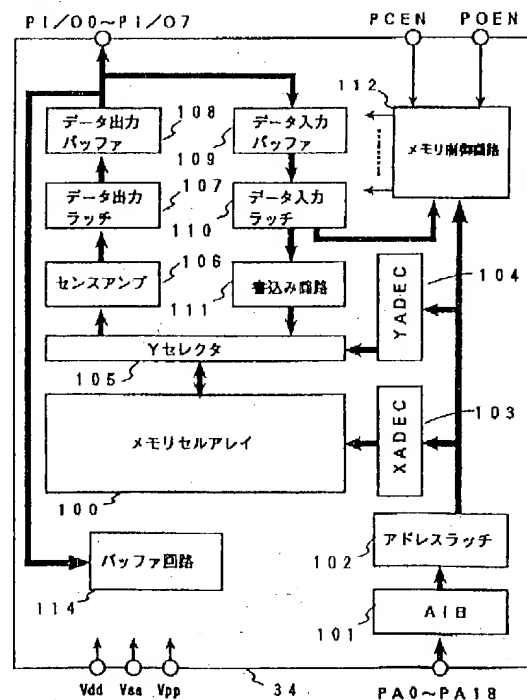 PI/O0~PI/O7
PCEN
POEN
112
データ出力
バッファ
108
109
データ入力
バッファ
メモリ制御回路
データ出力
ラッチ
107
110
データ入力
ラッチ
センスアンプ
106
111
書込み回路
YADEC
104
Yセレクタ
105
メモリセルアレイ
XADEC
103
100
バッファ回路
114
102
アドレスラッチ
101
AIB
Vdd
Vss
Vpp
34
PA0~PA18